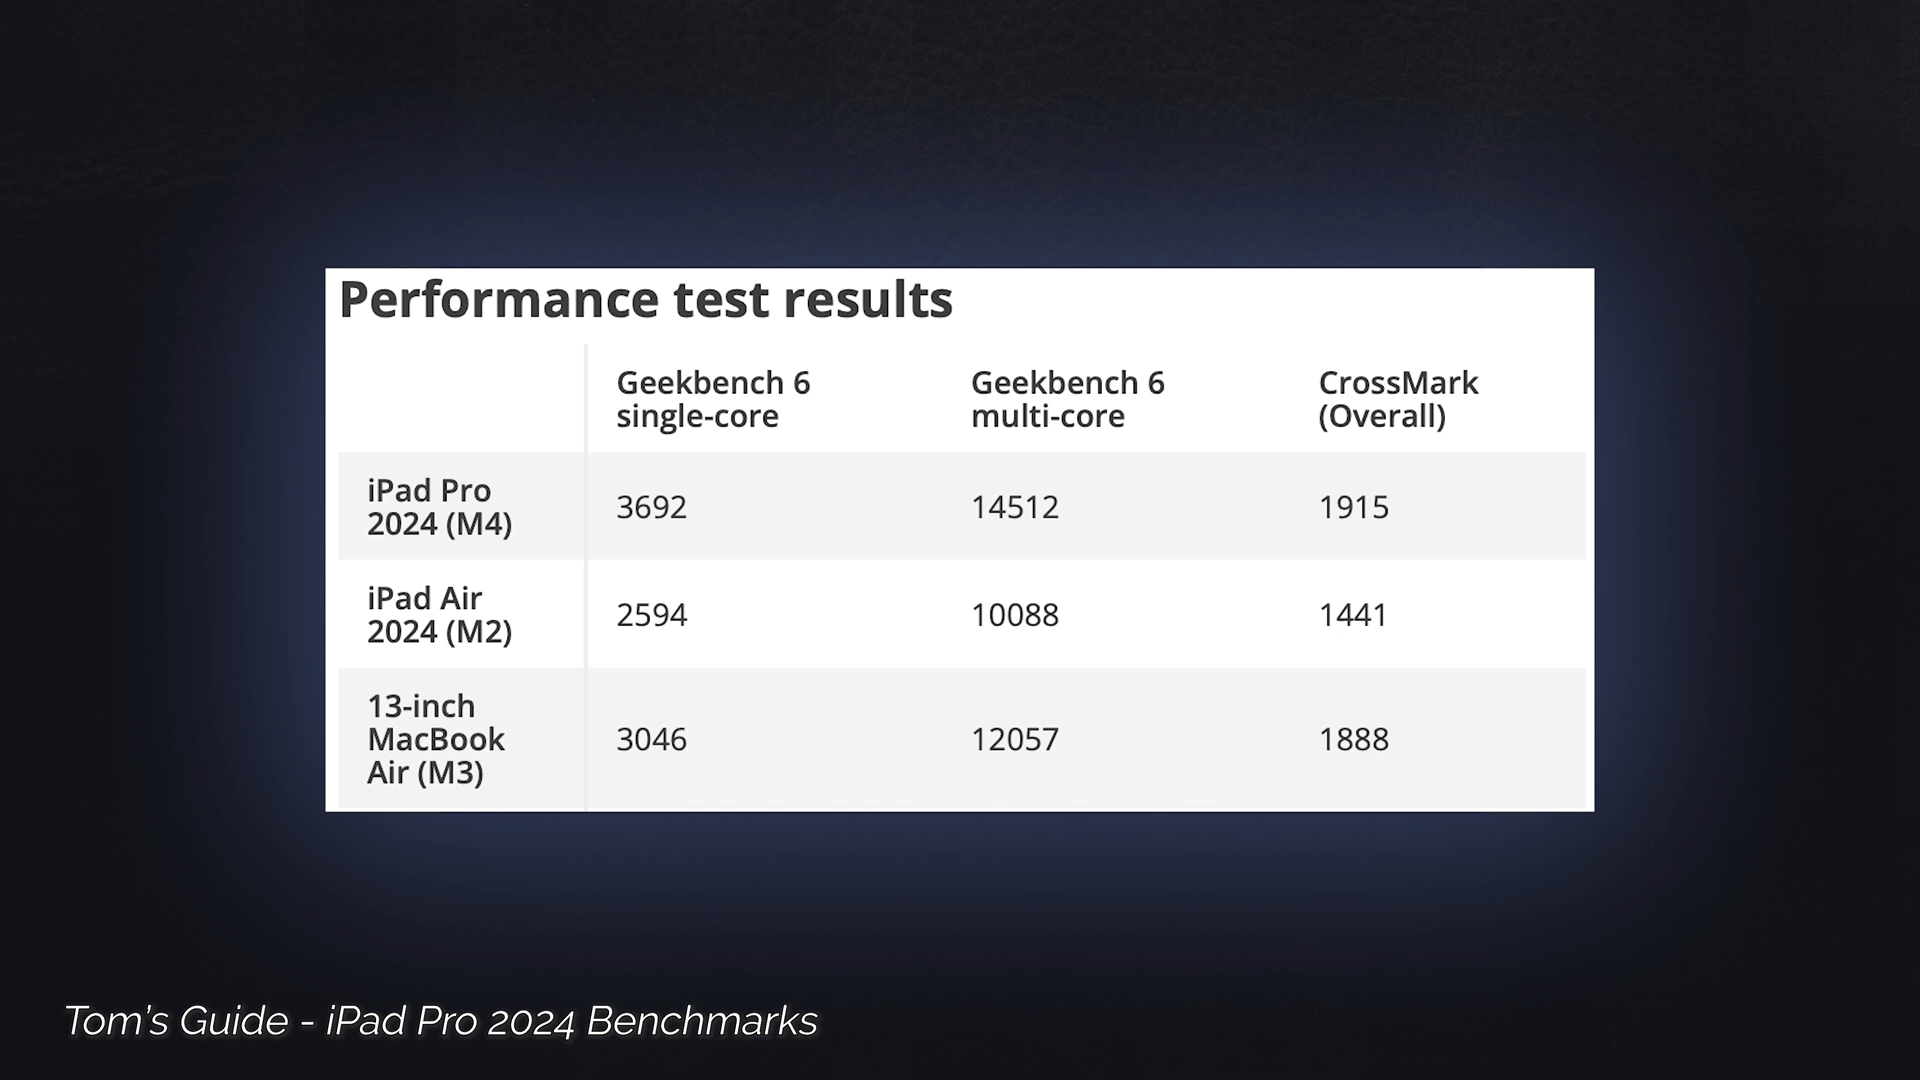 Performance test results
Geekbench 6 single-core
Geekbench 6 multi-core
CrossMark (Overall)
iPad Pro 2024 (M4)
3692
14512
1915
iPad Air 2024 (M2)
2594
10088
1441
13-inch MacBook Air (M3)
3046
12057
1888
Tom's Guide - iPad Pro 2024 Benchmarks